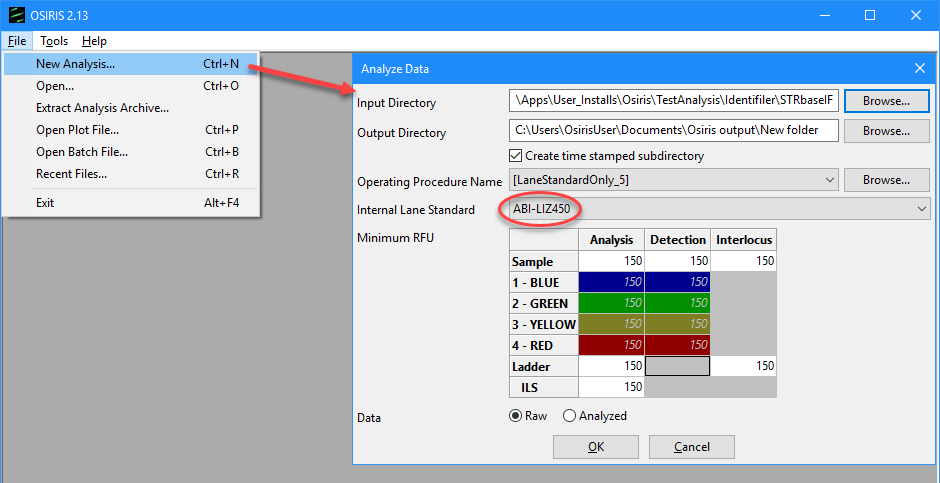 OSIRIS 2.13
File Tools Help
New Analysis... Ctrl+N
Open... Ctrl+O
Extract Analysis Archive...
Open Plot File... Ctrl+P
Open Batch File... Ctrl+B
Recent Files... Ctrl+R
Exit Alt+F4
Analyze Data
Input Directory \Apps\User_Installs\Osiris\TestAnalysis\Identifiler\STRbaseIF Browse...
Output Directory C:\Users\OsirisUser\Documents\Osiris output\New folder Browse...
Create time stamped subdirectory
Operating Procedure Name [LaneStandardOnly_5] Browse...
Internal Lane Standard ABI-LIZ450
Minimum RFU
Analysis Detection Interlocus
Sample 150 150 150
1 - BLUE 150 150
2 - GREEN 150 150
3 - YELLOW 150 150
4 - RED 150 150
Ladder 150 150
ILS 150
Data Raw Analyzed
OK Cancel